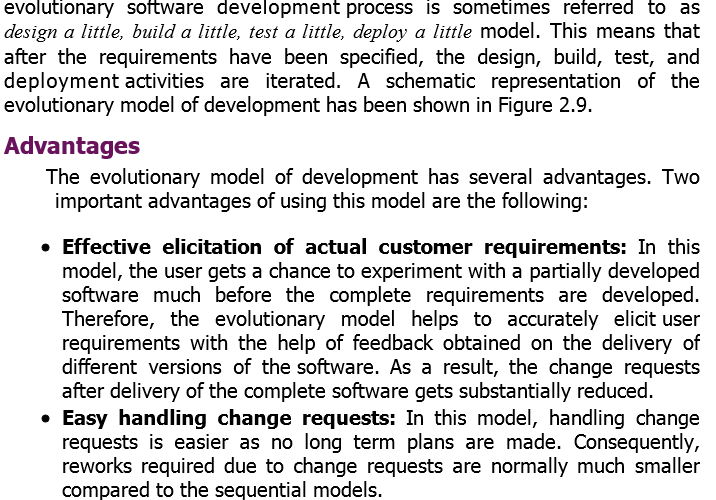 evolutionary software development process is sometimes referred to as
design a little, build a little, test a little, deploy a little model. This means that
after the requirements have been specified, the design, build, test, and
deployment activities are iterated. A schematic representation of the
evolutionary model of development has been shown in Figure 2.9.
Advantages
The evolutionary model of development has several advantages. Two
important advantages of using this model are the following:
• Effective elicitation of actual customer requirements: In this
model, the user gets a chance to experiment with a partially developed
software much before the complete requirements are developed.
Therefore, the evolutionary model helps to accurately elicit user
requirements with the help of feedback obtained on the delivery of
different versions of the software. As a result, the change requests
after delivery of the complete software gets substantially reduced.
• Easy handling change requests: In this model, handling change
requests is easier as no long term plans are made. Consequently,
reworks required due to change requests are normally much smaller
compared to the sequential models.